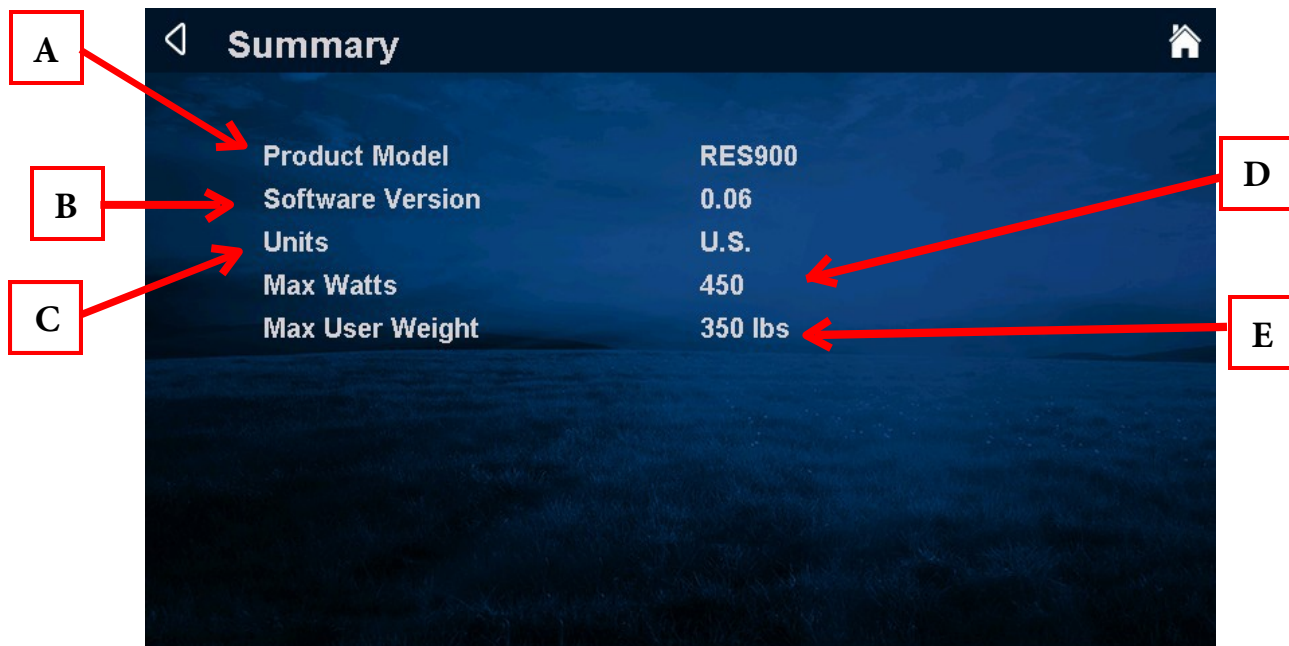 Summary
A
Product Model RES900
D
B
Software Version 0.06
Units U.S.
Max Watts 450
C
Max User Weight 350 lbs
E